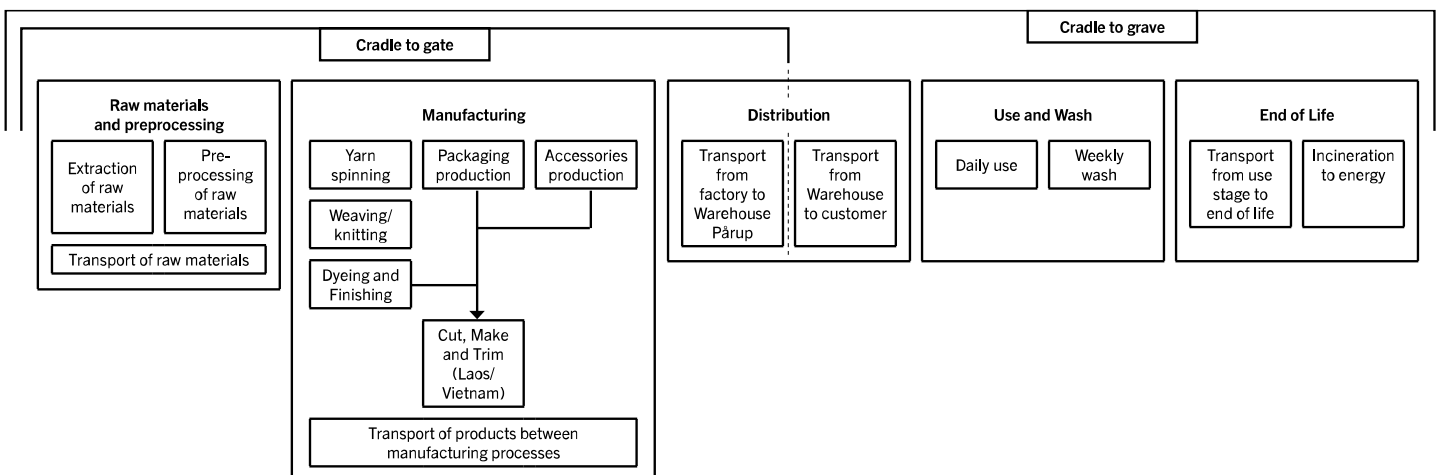 Cradle to gate
Cradle to grave
Raw materials
and preprocessing
Extraction
of raw
materials
Pre-
processing
of raw
materials
Transport of raw materials
Manufacturing
Yarn
spinning
Packaging
production
Accessories
production
Weaving/
knitting
Dyeing and
Finishing
Cut, Make
and Trim
(Laos/
Vietnam)
Transport of products between
manufacturing processes
Distribution
Transport
from
factory to
Warehouse
Pårup
Transport
from
Warehouse
to customer
Use and Wash
Daily use
Weekly
wash
End of Life
Transport
from use
stage to
end of life
Incineration
to energy